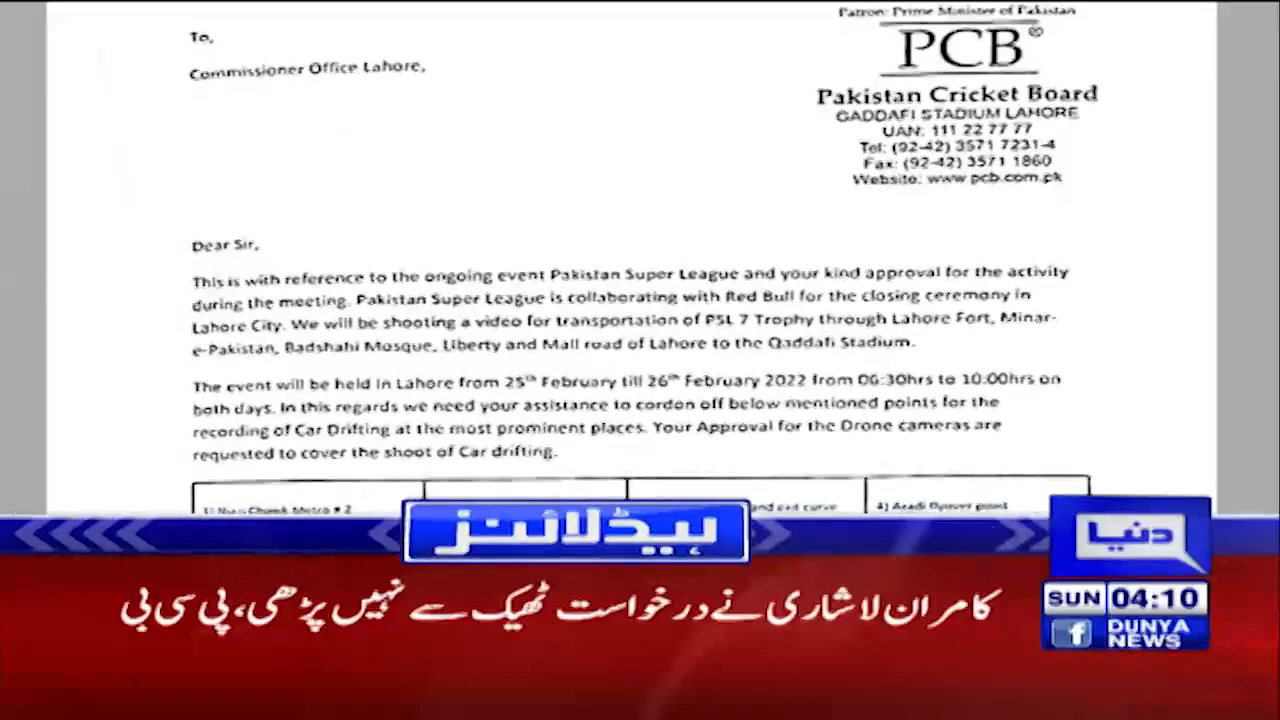 Patron: Prime Minister of Pakistan
PCB®
Pakistan Cricket Board
GADDAFI STADIUM LAHORE
UAN: 111 22 77 77
Tel: (92-42) 3571 7231-4
Fax: (92-42) 3571 1860
Website: www.pcb.com.pk
To,
Commissioner Office Lahore,
Dear Sir,
This is with reference to the ongoing event Pakistan Super League and your kind approval for the activity
during the meeting. Pakistan Super League is collaborating with Red Bull for the closing ceremony in
Lahore City. We will be shooting a video for transportation of PSL 7 Trophy through Lahore Fort, Minar-
e-Pakistan, Badshahi Mosque, Liberty and Mall road of Lahore to the Qaddafi Stadium.
The event will be held in Lahore from 25th February till 26th February 2022 from 06:30hrs to 10:00hrs on
both days. In this regards we need your assistance to cordon off below mentioned points for the
recording of Car Drifting at the most prominent places. Your Approval for the Drone cameras are
requested to cover the shoot of Car drifting.
Chowk Metro # 2
and exit curve
4) Azadi flyover point
ہیڈلائنز
دنیا
کامران لاشاری نے درخواست ٹھیک سے نہیں پڑھی، پی سی بی
SUN 04:10
f DUNYA
NEWS